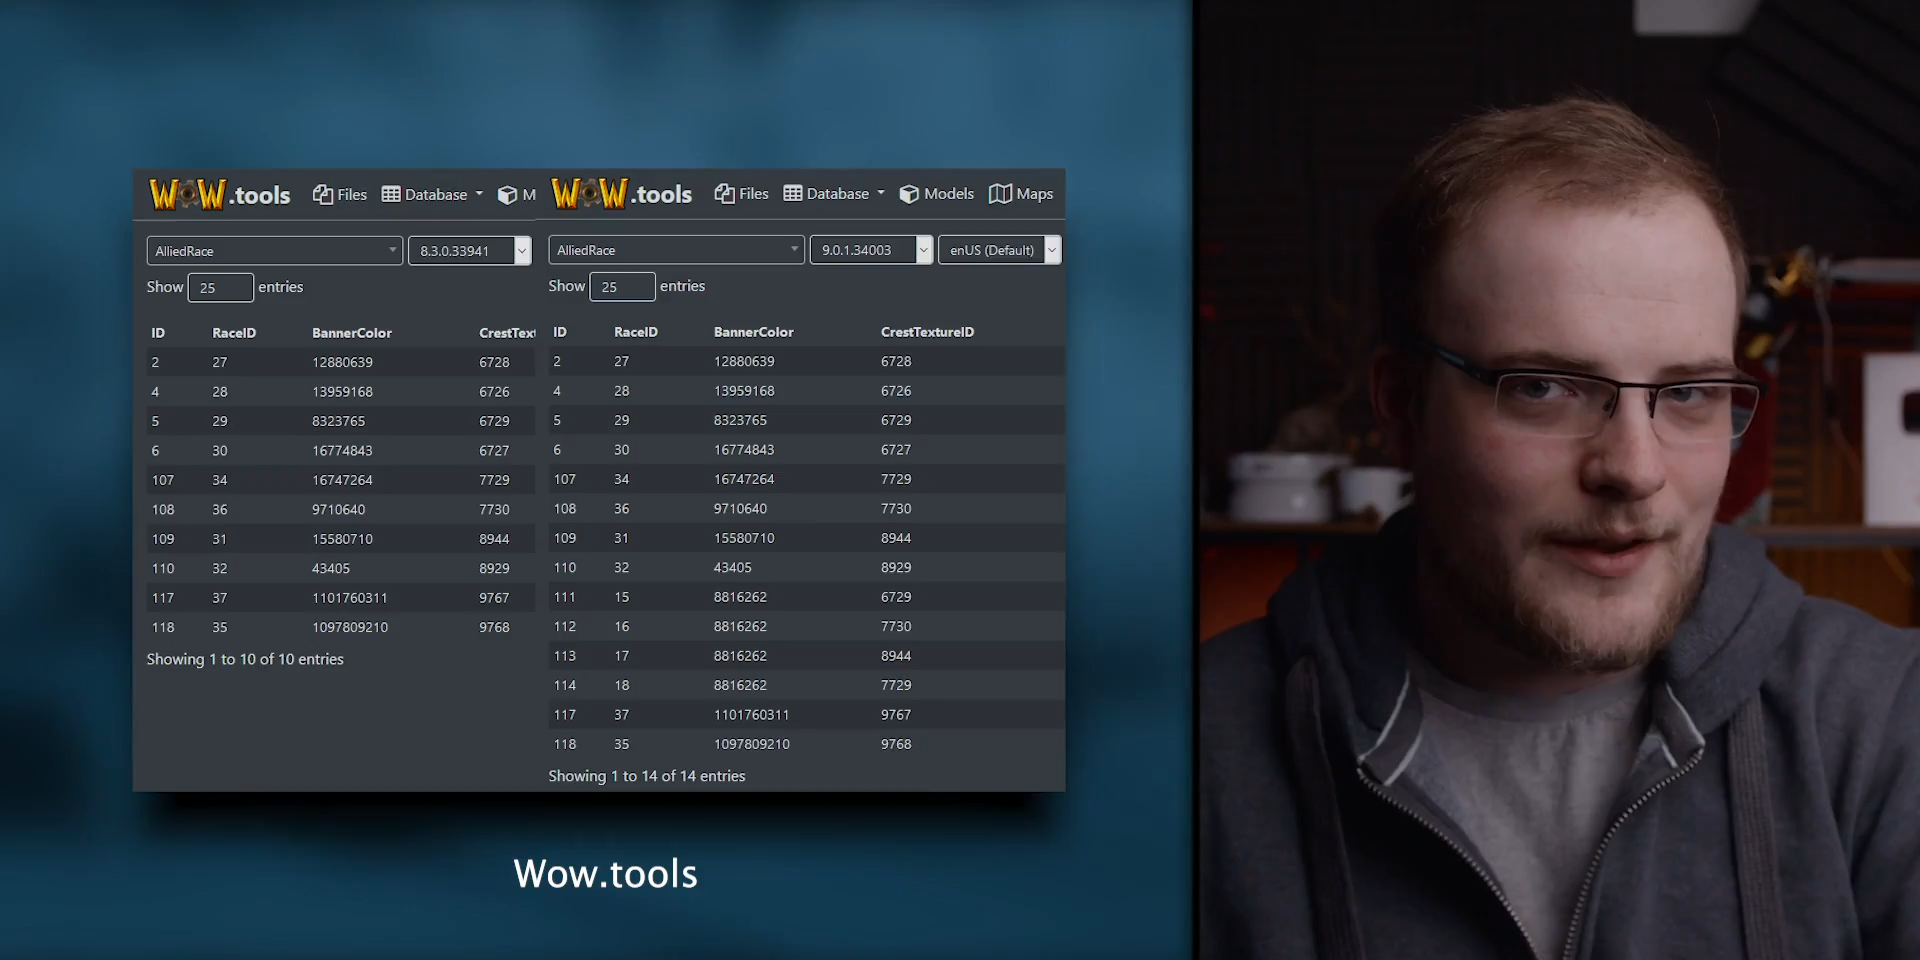 WOW.tools Files Database M
AlliedRace 8.3.0.33941
Show 25 entries
ID RaceID BannerColor CrestTex
2 27 12880639 6728
4 28 13959168 6726
5 29 8323765 6729
6 30 16774843 6727
107 34 16747264 7729
108 36 9710640 7730
109 31 15580710 8944
110 32 43405 8929
117 37 1101760311 9767
118 35 1097809210 9768
Showing 1 to 10 of 10 entries
WOW.tools Files Database Models Maps
AlliedRace 9.0.1.34003 enUS (Default)
Show 25 entries
ID RaceID BannerColor CrestTextureID
2 27 12880639 6728
4 28 13959168 6726
5 29 8323765 6729
6 30 16774843 6727
107 34 16747264 7729
108 36 9710640 7730
109 31 15580710 8944
110 32 43405 8929
111 15 8816262 6729
112 16 8816262 7730
113 17 8816262 8944
114 18 8816262 7729
117 37 1101760311 9767
118 35 1097809210 9768
Showing 1 to 14 of 14 entries
Wow.tools